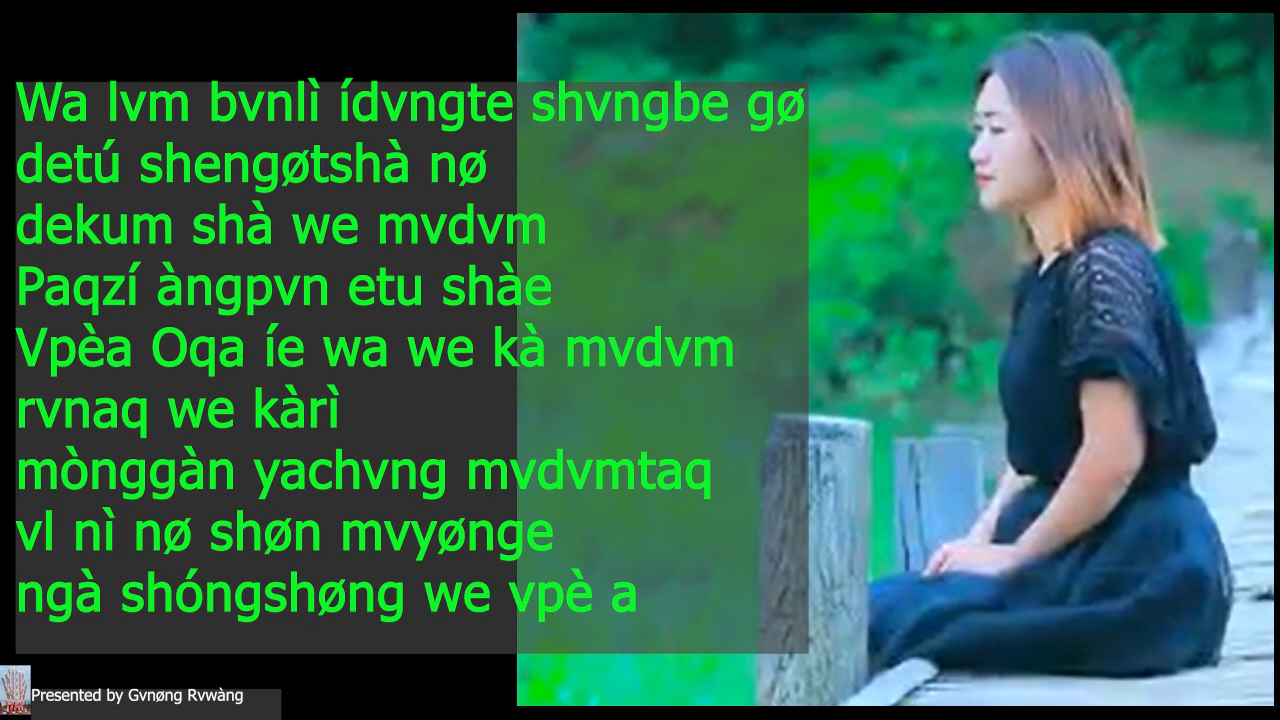 Wa lvm bvnlì ídvngte shvngbe gø
detú shengøtshà nø
dekum shà we mvdvm
Paqzí àngpvn etu shàe
Vpèa Oqa íe wa we kà mvdvm
rvnaq we kàrì
mònggàn yachvng mvdvmtaq
vl nì nø shøn mvyønge
ngà shóngshøng we vpè a
Presented by Gvnøng Rvwàng